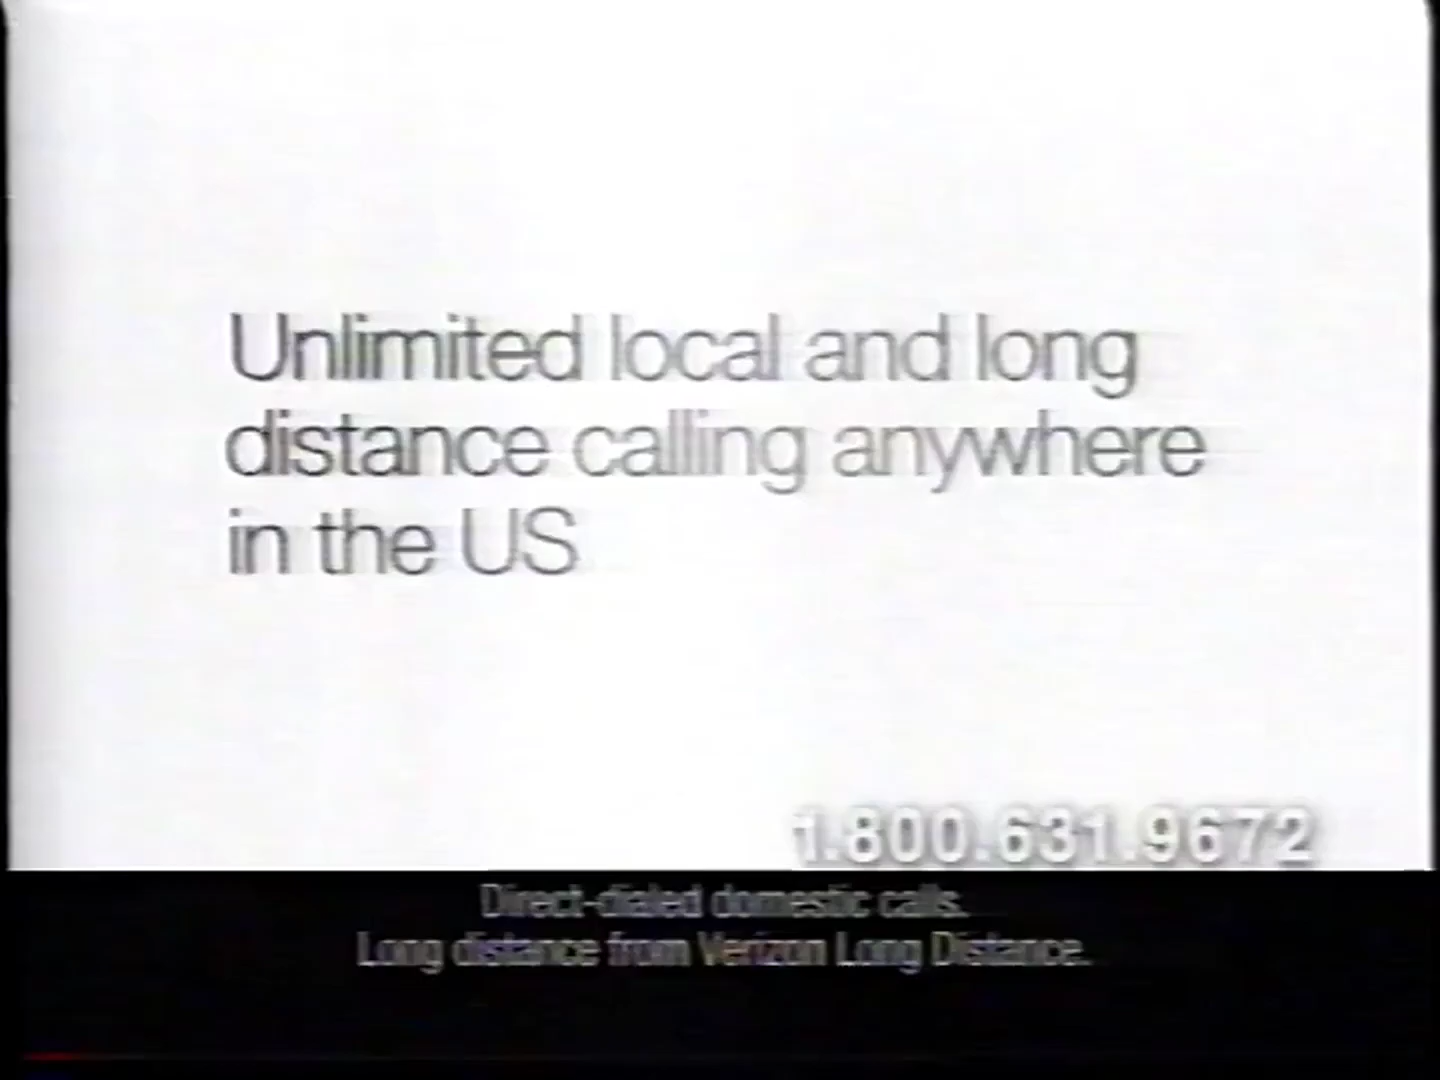 Unlimited local and long
distance calling anywhere
in the US
1.800.631.9672
Direct-dialed domestic calls.
Long distance from Verizon Long Distance.